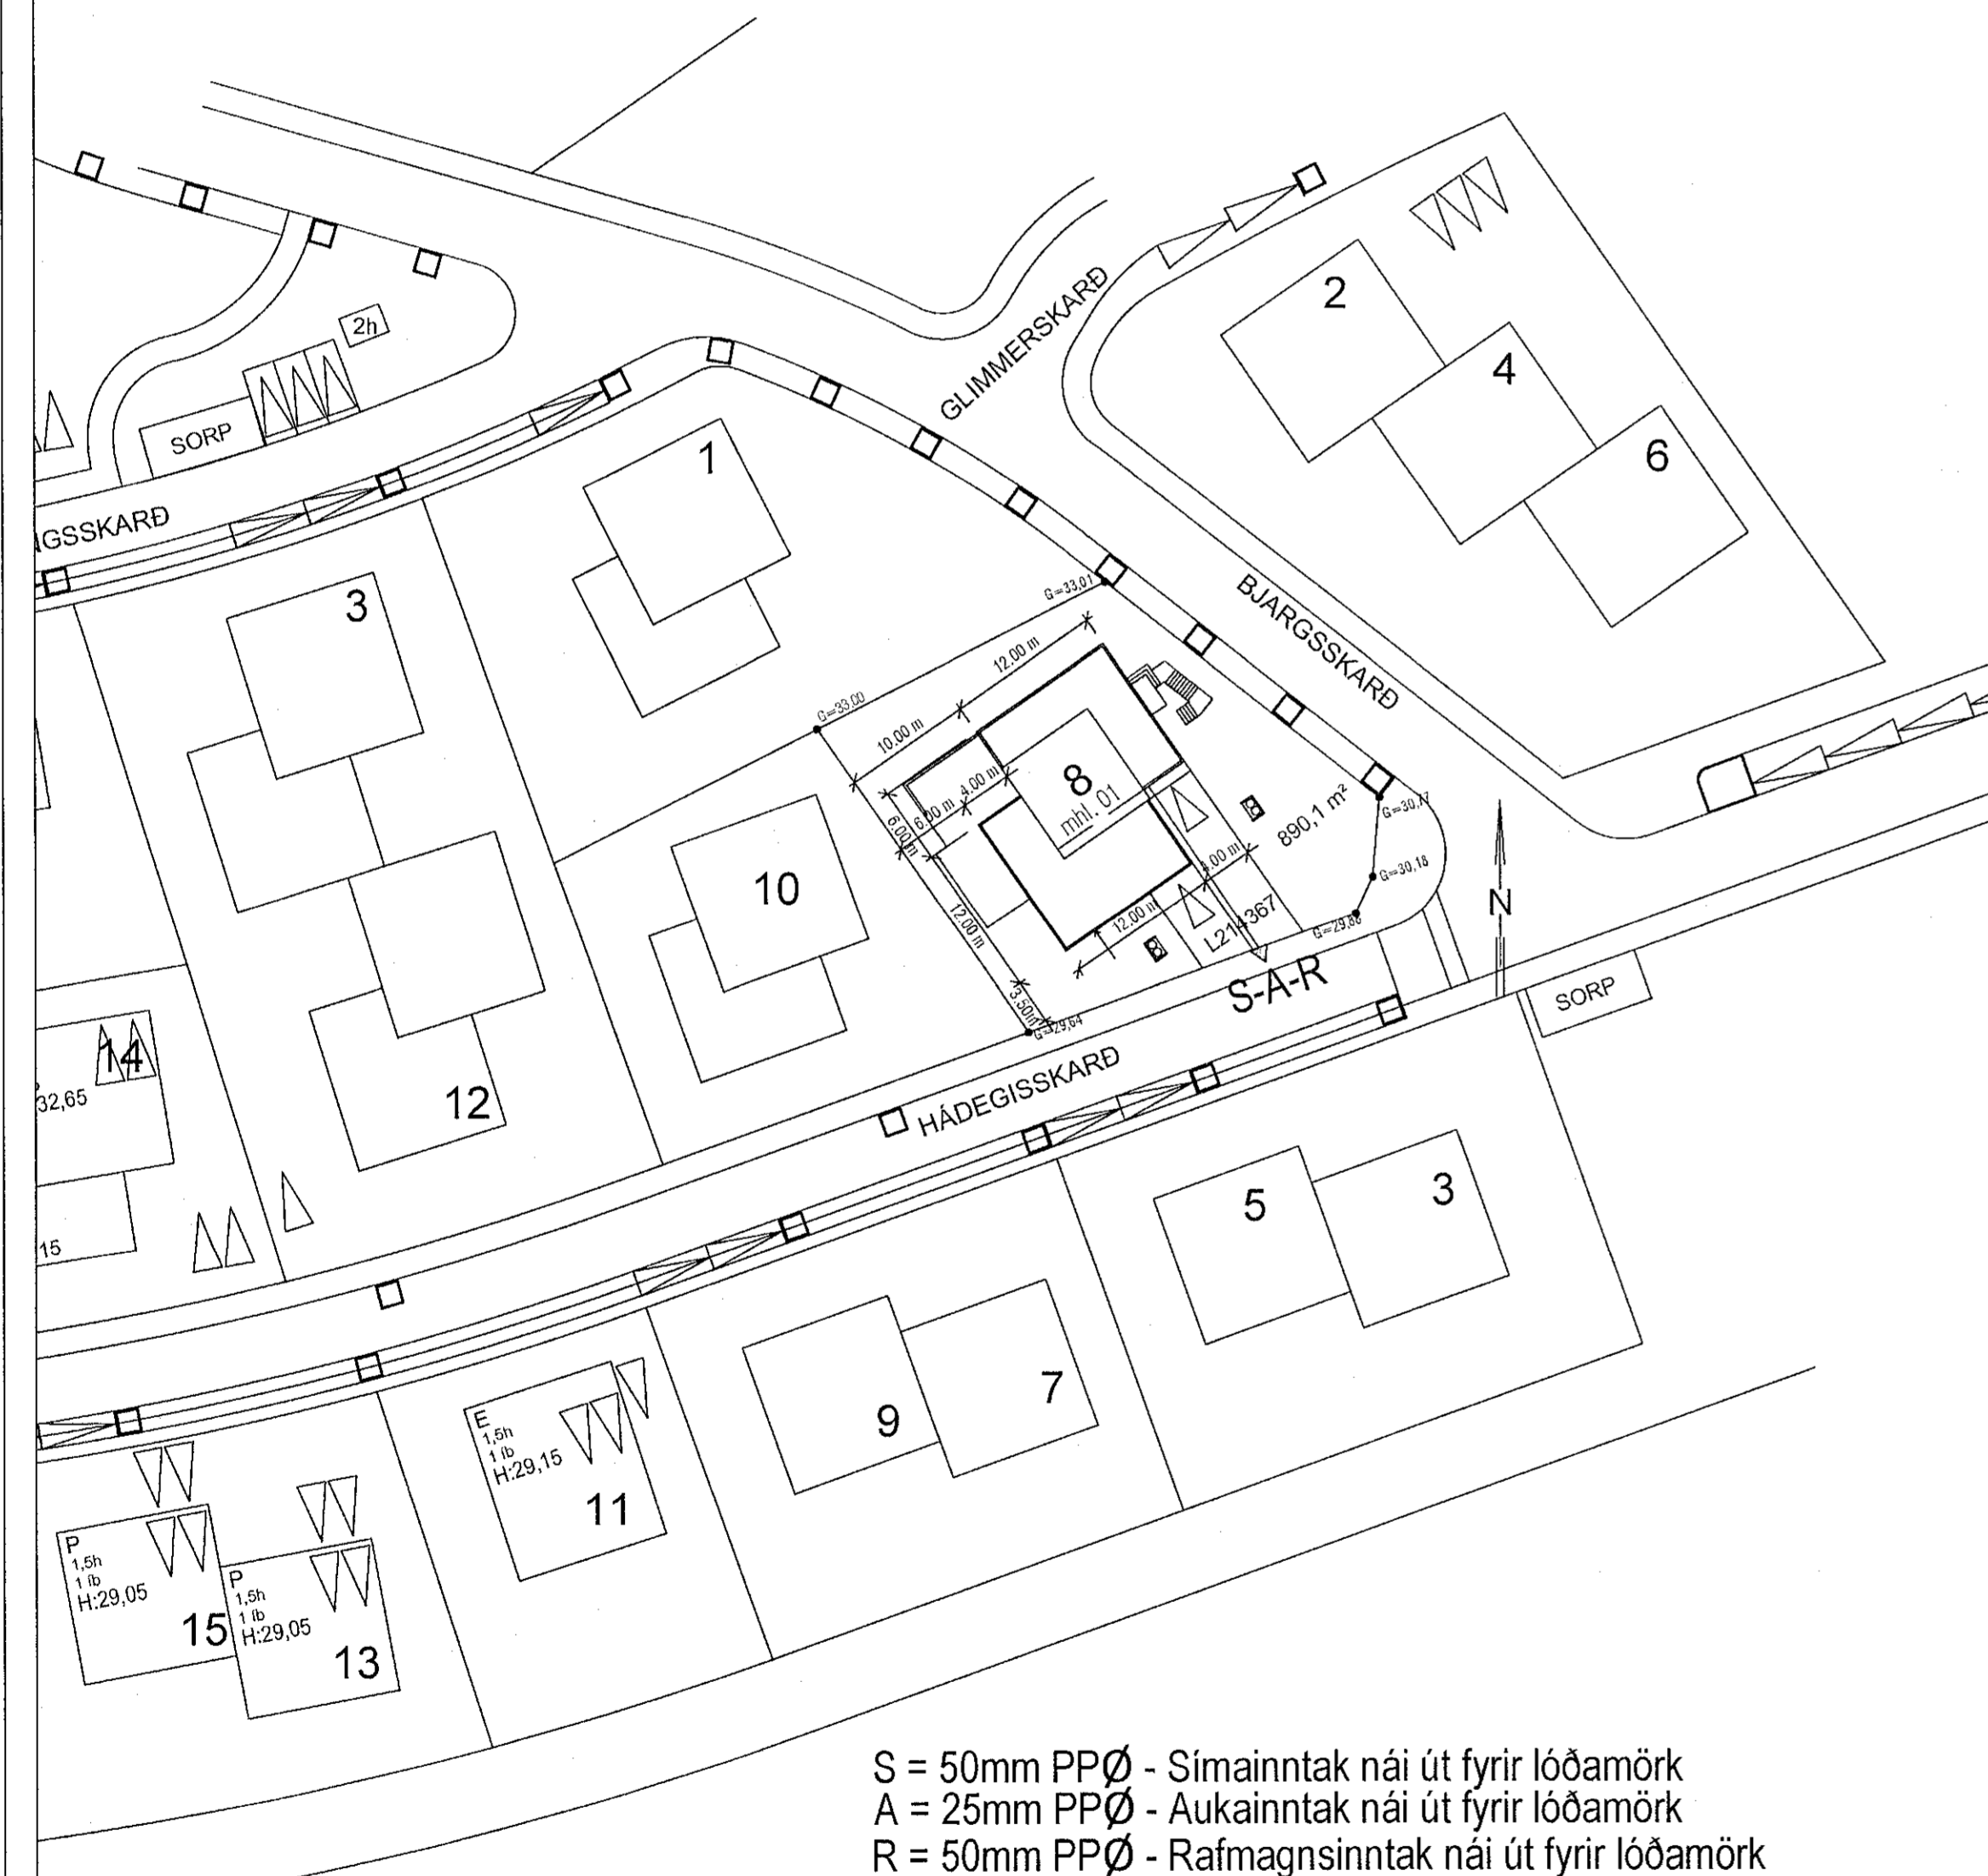 2h
SORP
GLIMMERSKARÐ
2
4
6
1
3
BJARGSSKARÐ
G=33,01
12.00 m
G=33,00
10.00 m
4.00 m
6.00 m
6.00 m
8
mhl. 01
890,1 m²
G=30,77
G=30,18
4.00 m
12.00 m
L214367
G=29,88
N
10
12.00 m
3.50m
G=29,64
S-A-R
SORP
HÁDEGISSKARÐ
14
32,65
12
15
5
3
9
7
E
1,5h
1 íb
H:29,15
11
P
1,5h
1 íb
H:29,05
15
P
1,5h
1 íb
H:29,05
13
S = 50mm PPØ - Símainntak nái út fyrir lóðamörk
A = 25mm PPØ - Aukainntak nái út fyrir lóðamörk
R = 50mm PPØ - Rafmagnsinntak nái út fyrir lóðamörk